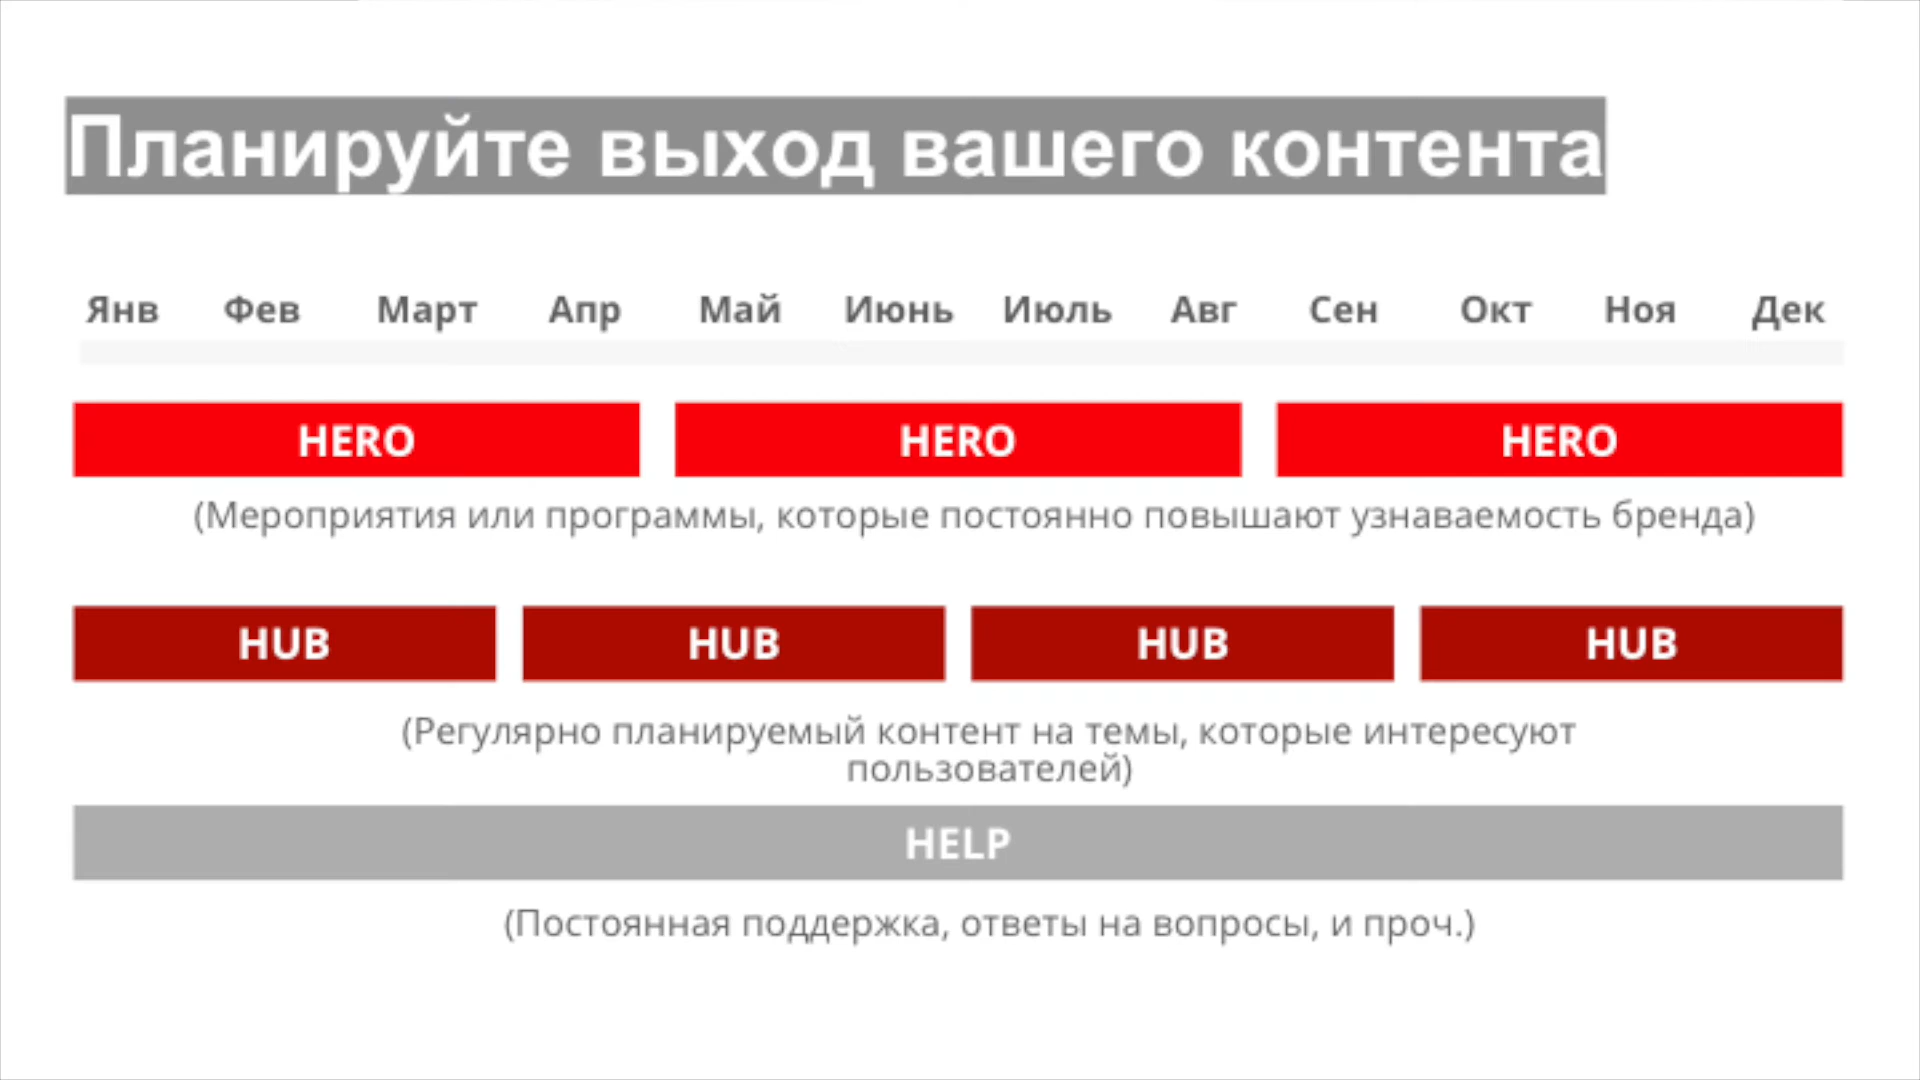 Планируйте выход вашего контента
Янв Фев Март Апр Май Июнь Июль Авг Сен Окт Ноя Дек
HERO HERO HERO
(Мероприятия или программы, которые постоянно повышают узнаваемость бренда)
HUB HUB HUB HUB
(Регулярно планируемый контент на темы, которые интересуют
пользователей)
HELP
(Постоянная поддержка, ответы на вопросы, и проч.)